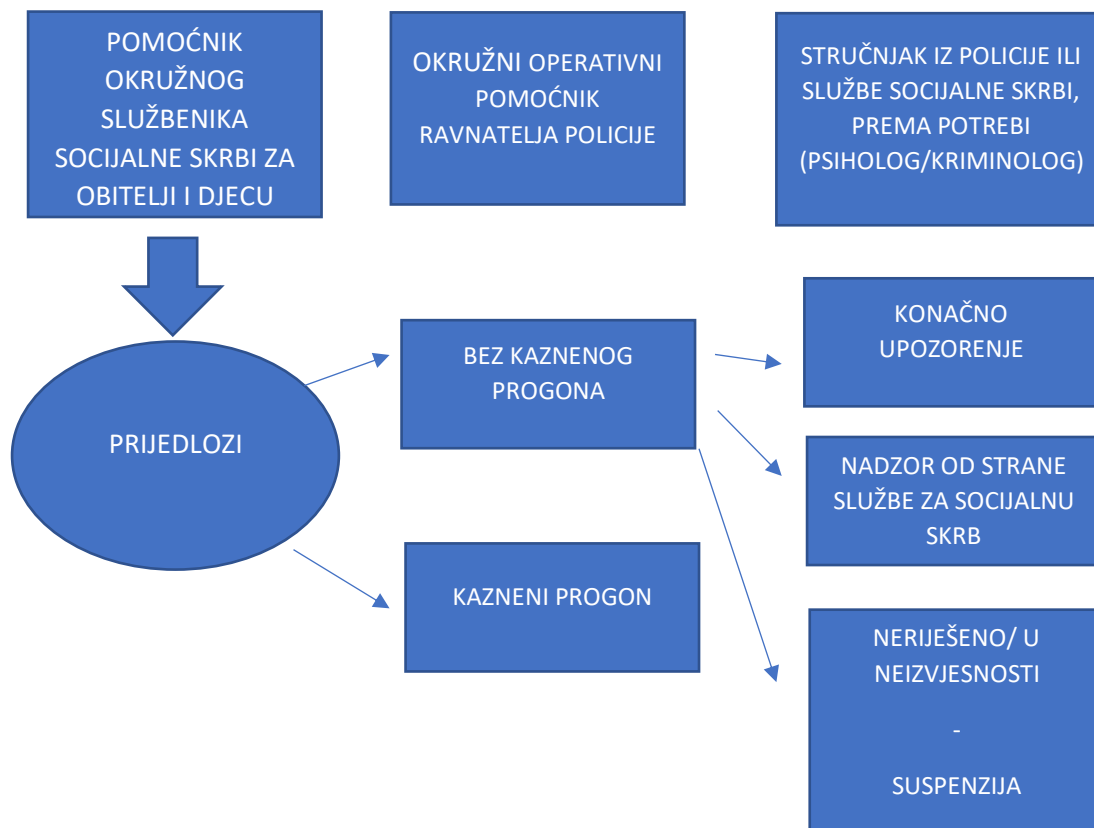 POMOĆNIK
OKRUŽNOG
SLUŽBENIKA
SOCIJALNE SKRBI ZA
OBITELJI I DJECU
OKRUŽNI OPERATIVNI
POMOĆNIK
RAVNATELJA POLICIJE
STRUČNJAK IZ POLICIJE ILI
SLUŽBE SOCIJALNE SKRBI,
PREMA POTREBI
(PSIHOLOG/KRIMINOLOG)
PRIJEDLOZI
BEZ KAZNENOG
PROGONA
KAZNENI PROGON
KONAČNO
UPOZORENJE
NADZOR OD STRANE
SLUŽBE ZA SOCIJALNU
SKRB
NERIJEŠENO/ U
NEIZVJESNOSTI
-
SUSPENZIJA